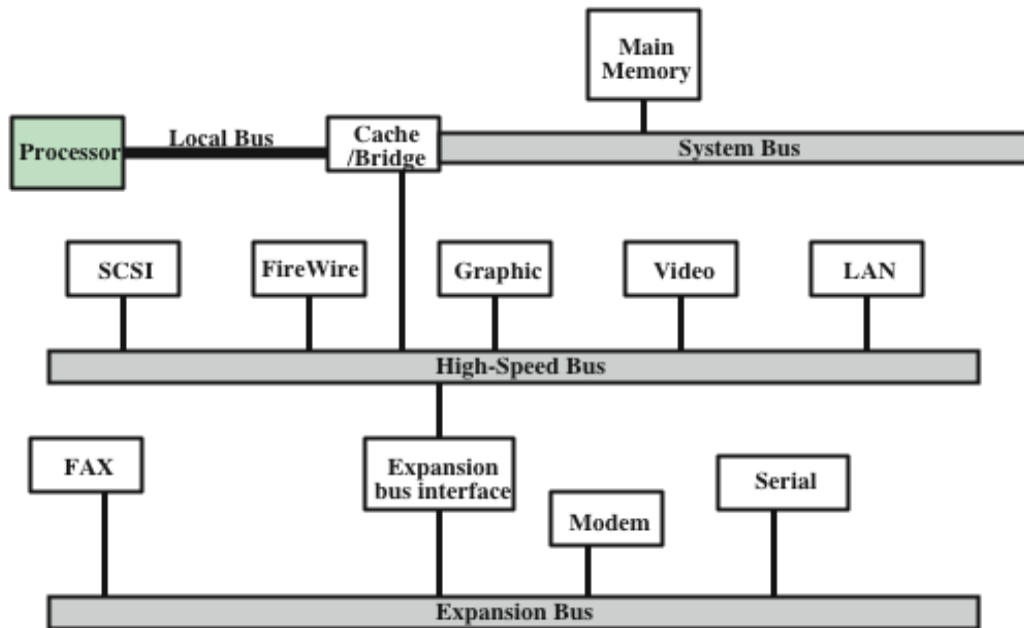 Main
Memory
Processor
Local Bus
Cache
/Bridge
System Bus
SCSI
FireWire
Graphic
Video
LAN
High-Speed Bus
FAX
Expansion
bus interface
Modem
Serial
Expansion Bus